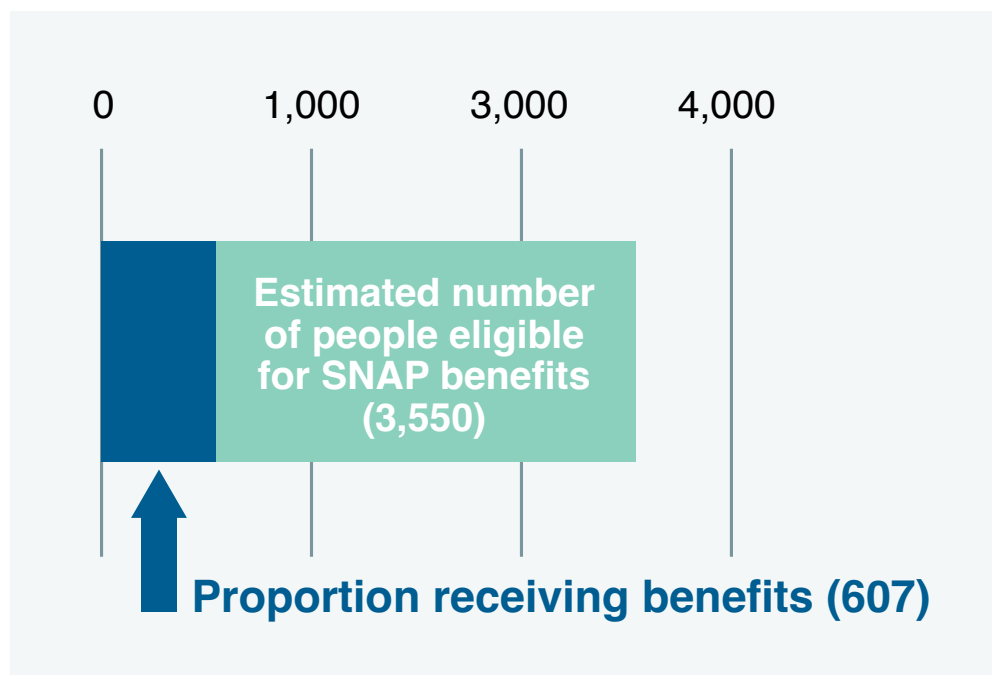 0 1,000 3,000 4,000
Estimated number
of people eligible
for SNAP benefits
(3,550)
Proportion receiving benefits (607)